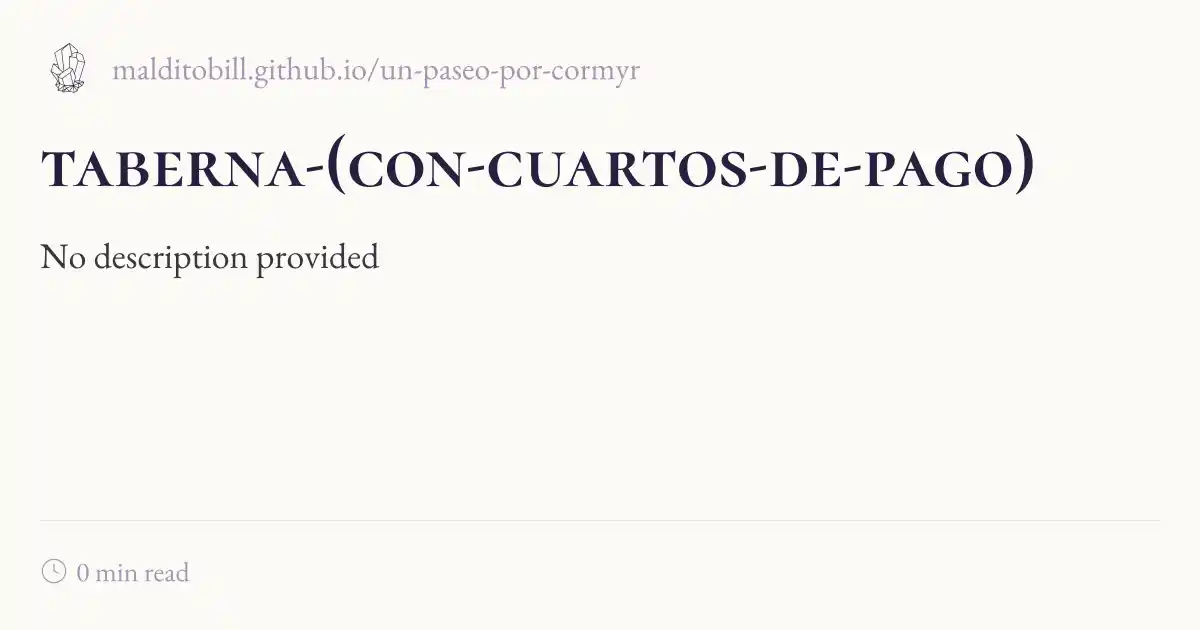 malditobill.github.io/un-paseo-por-cormyr
TABERNA-(CON-CUARTOS-DE-PAGO)
No description provided
0 min read